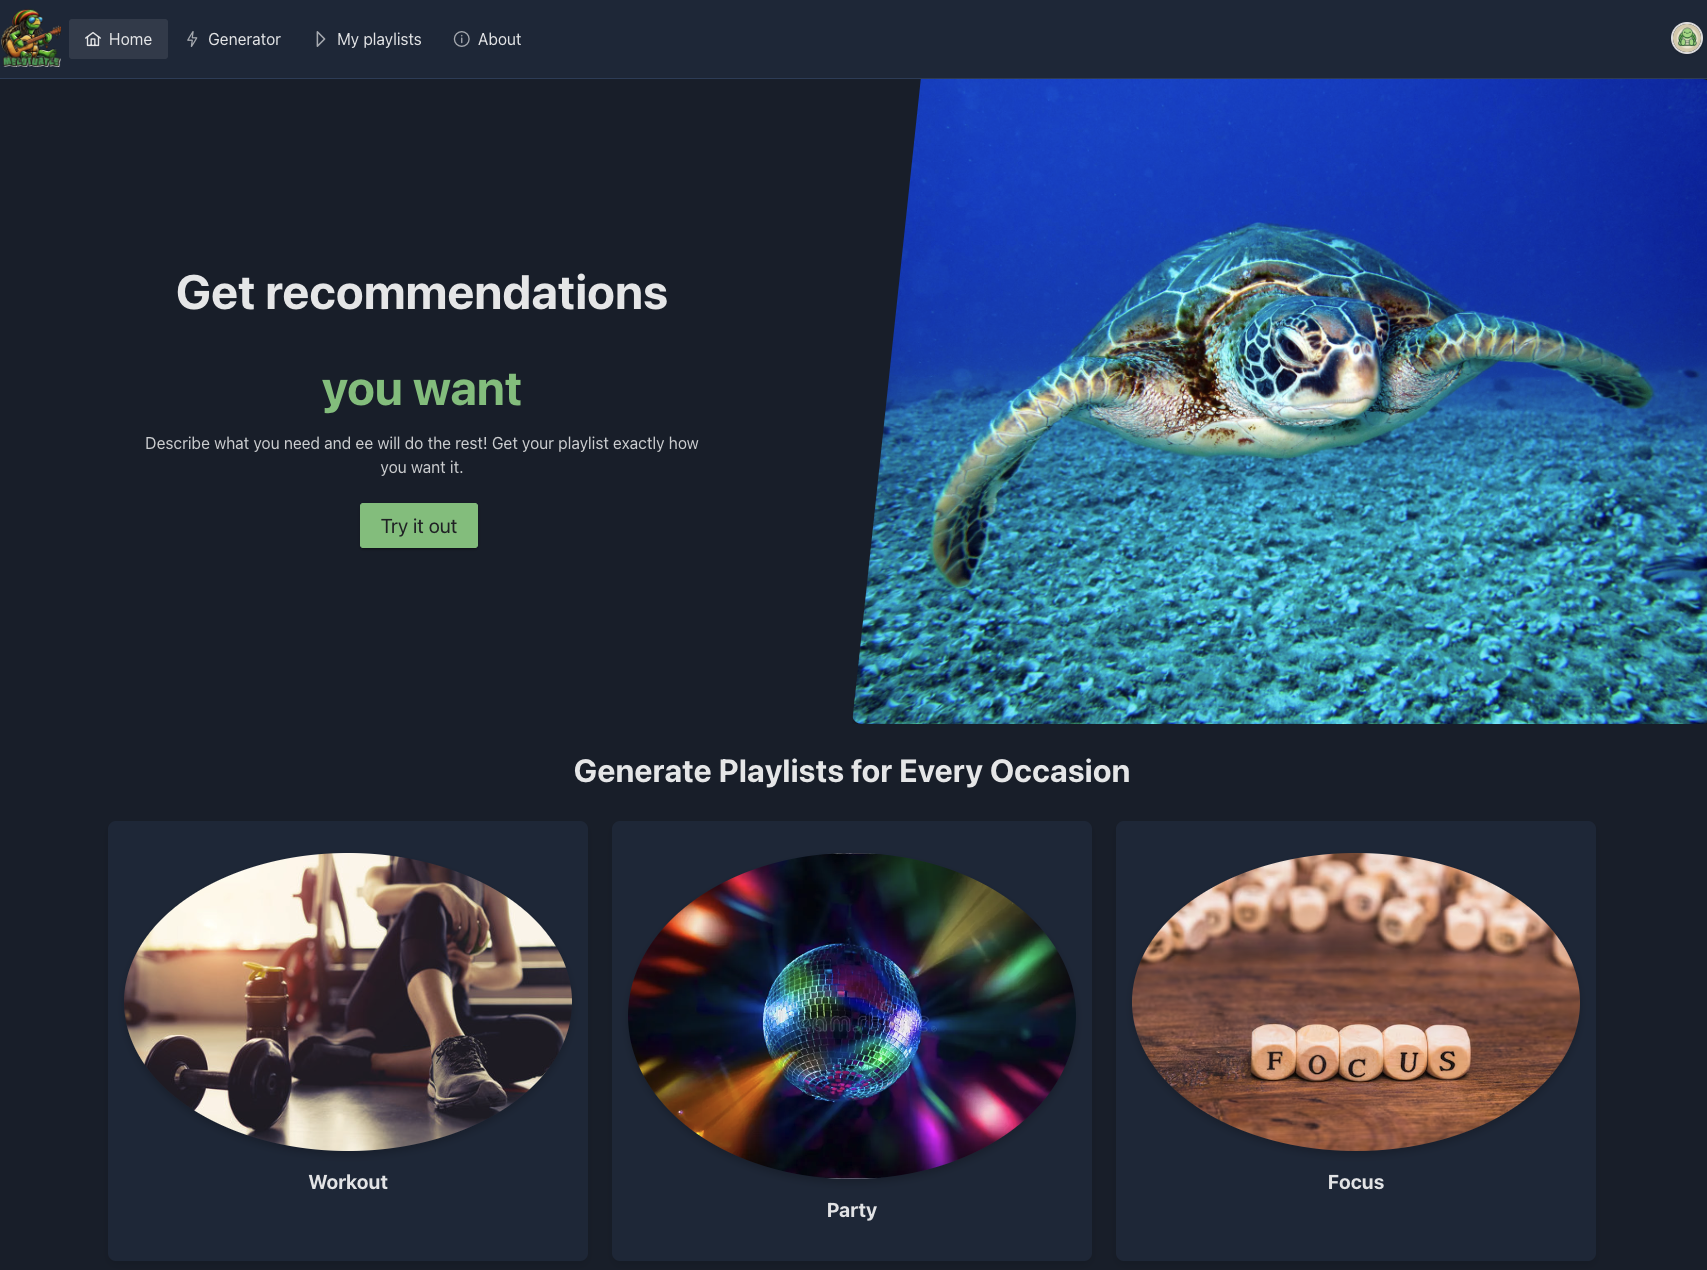 Home
Generator
My playlists
About
Get recommendations
you want
Describe what you need and ee will do the rest! Get your playlist exactly how
you want it.
Try it out
Generate Playlists for Every Occasion
FOCUS
Workout
Party
Focus